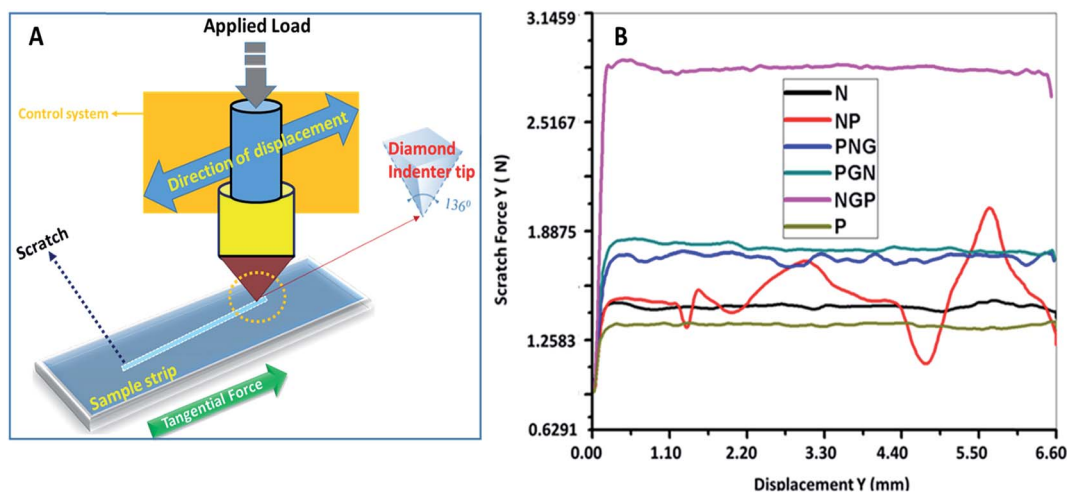 A
Applied Load
Control system
Direction of displacement
Diamond
Indenter tip
136⁰
Scratch
Sample strip
Tangential Force
B
3.1459
2.5167
1.8875
1.2583
0.6291
Scratch Force Y ( N)
N
NP
PNG
PGN
NGP
P
0.00 1.10 2.20 3.30 4.40 5.50 6.60
Displacement Y (mm)